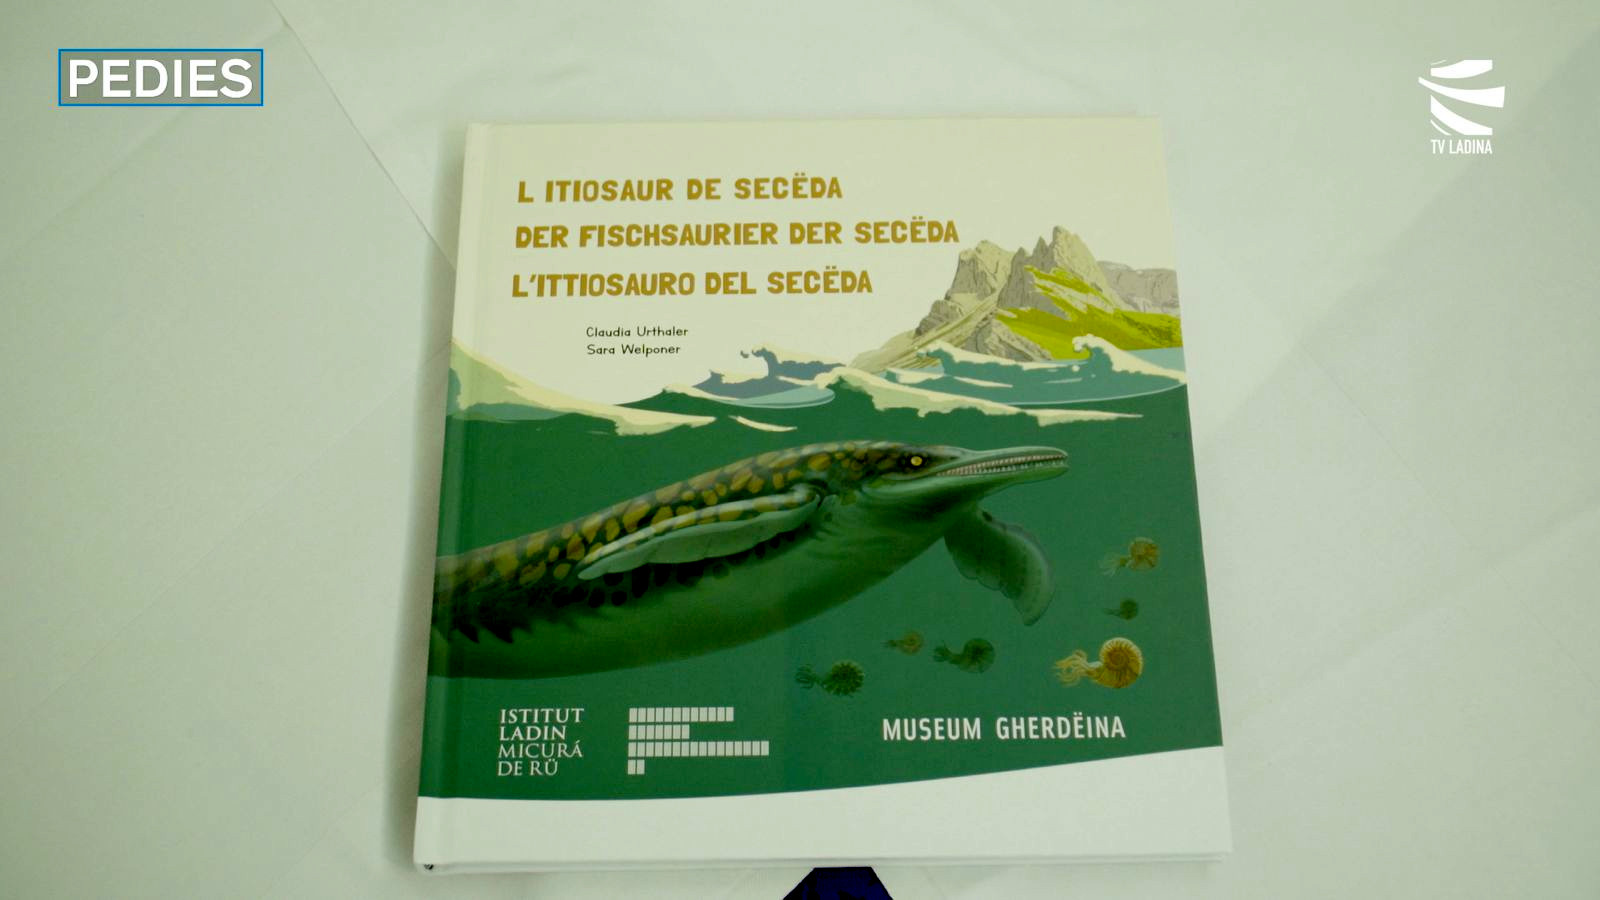 PEDIES
TV LADINA
L ITIOSAUR DE SECËDA
DER FISCHSAURIER DER SECËDA
L'ITTIOSAURO DEL SECËDA
Claudia Urthaler
Sara Welponer
ISTITUT
LADIN
MICURÁ
DE RÜ
MUSEUM GHERDËINA